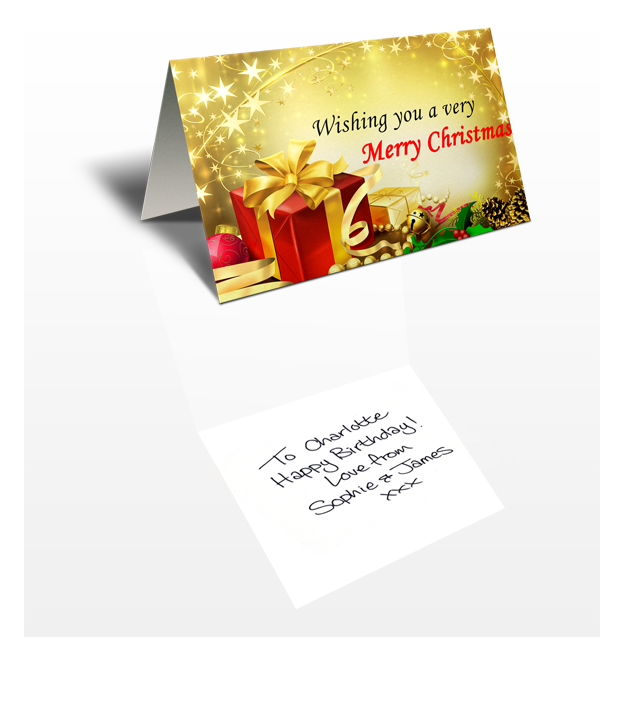 Wishing you a very
Merry Christmas
To Charlotte
Happy Birthday!
Love from
Sophie & James
xxx